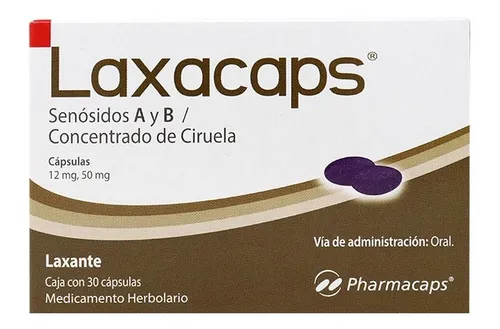 Laxacaps®
Senósidos A y B /
Concentrado de Ciruela
Cápsulas
12 mg, 50 mg
Vía de administración: Oral.
Laxante
Caja con 30 cápsulas
Medicamento Herbolario
Pharmacaps®